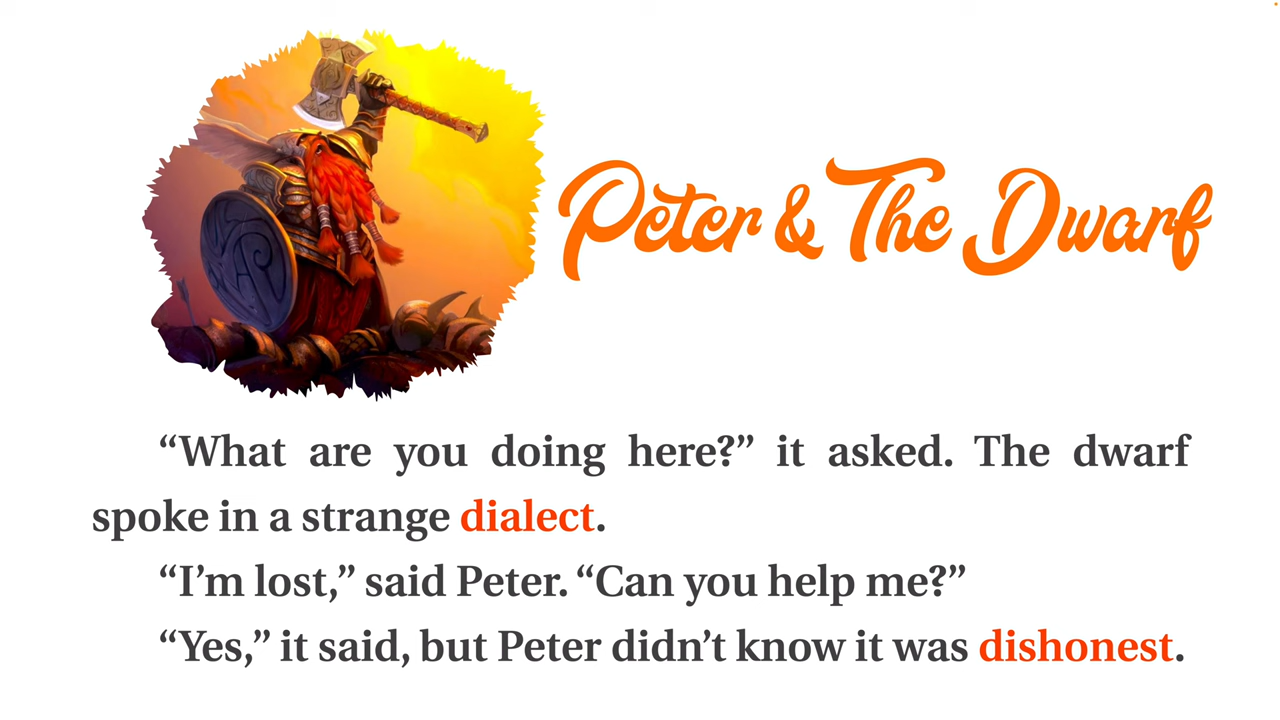 Peter & The Dwarf
“What are you doing here?” it asked. The dwarf
spoke in a strange dialect.
“I’m lost,” said Peter. “Can you help me?”
“Yes,” it said, but Peter didn’t know it was dishonest.